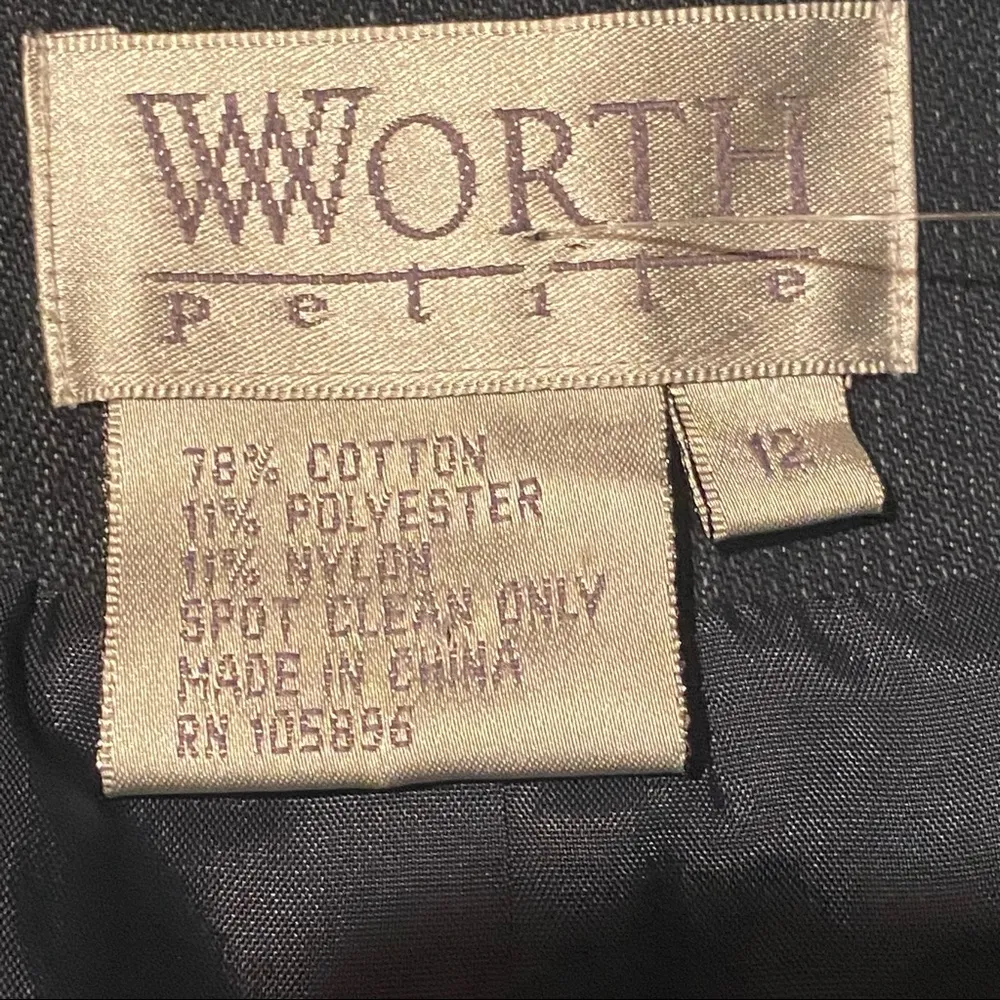 WORTH
petite
12
78% COTTON
11% POLYESTER
11% NYLON
SPOT CLEAN ONLY
MADE IN CHINA
RN 105896